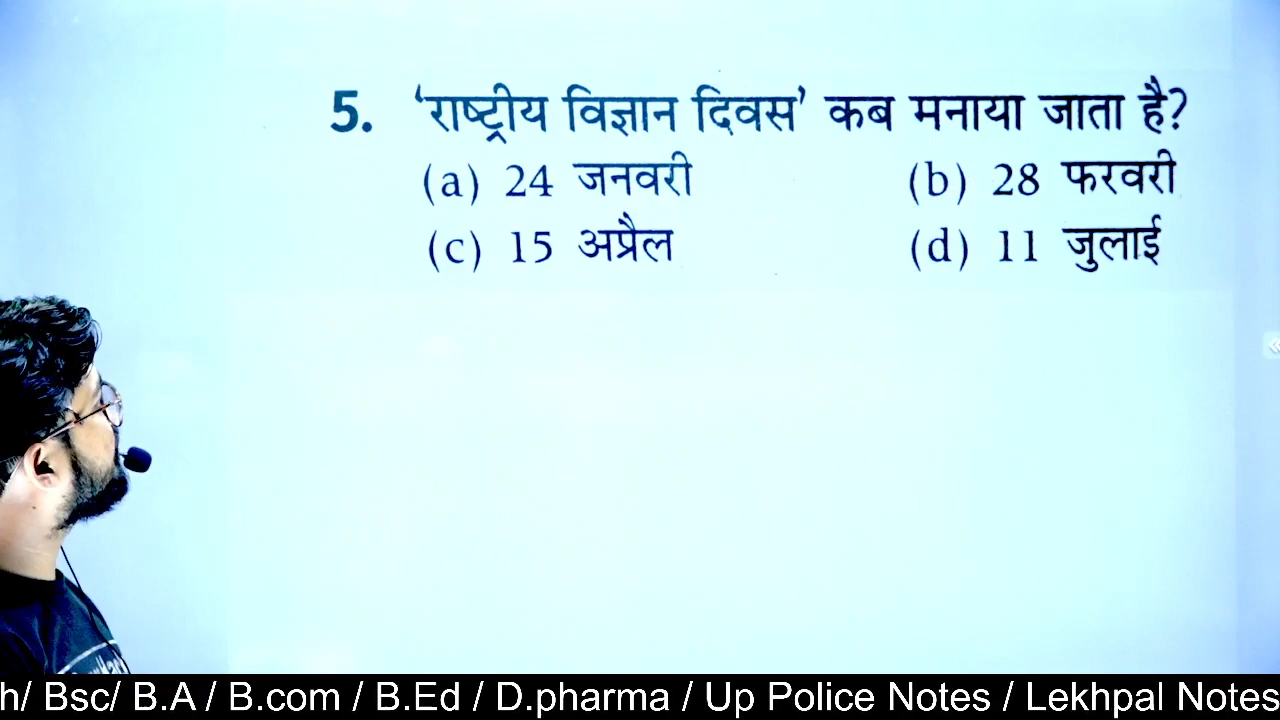 5. ‘राष्ट्रीय विज्ञान दिवस’ कब मनाया जाता है?
(a) 24 जनवरी (b) 28 फरवरी
(c) 15 अप्रैल (d) 11 जुलाई
h/ Bsc/ B.A / B.com / B.Ed / D.pharma / Up Police Notes / Lekhpal Notes